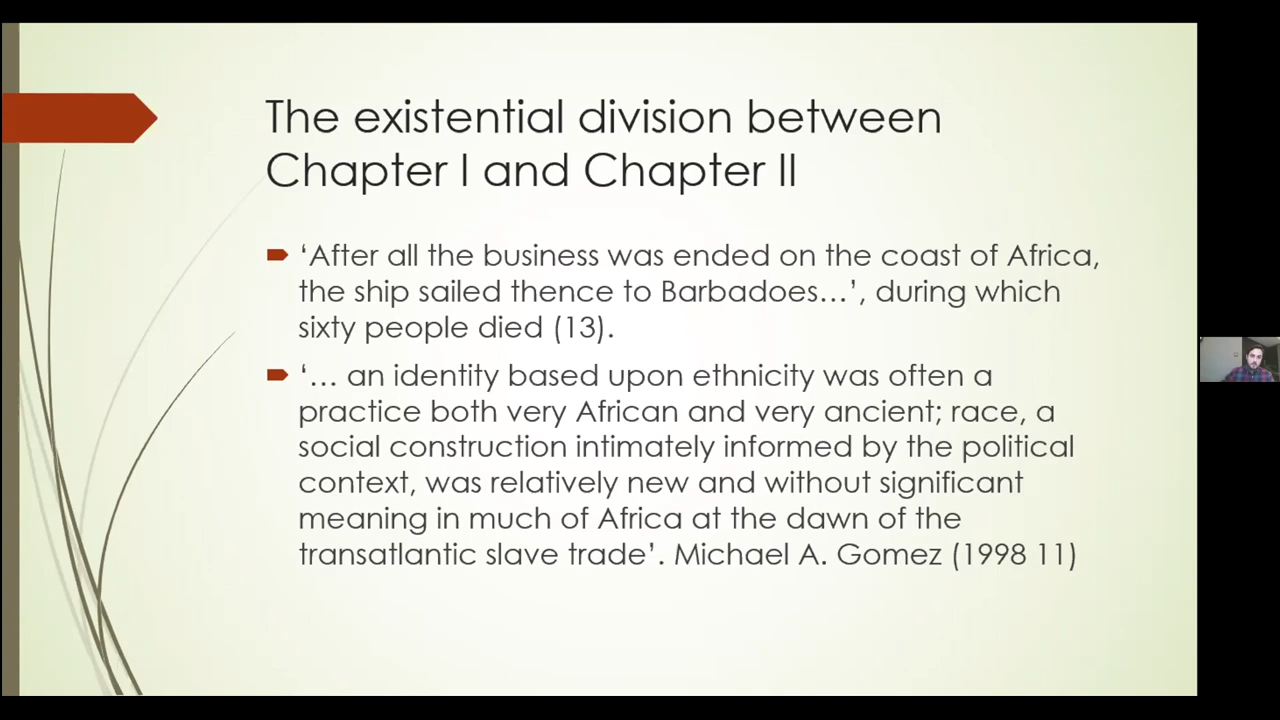 The existential division between
Chapter I and Chapter II
‘After all the business was ended on the coast of Africa,
the ship sailed thence to Barbadoes…’, during which
sixty people died (13).
‘… an identity based upon ethnicity was often a
practice both very African and very ancient; race, a
social construction intimately informed by the political
context, was relatively new and without significant
meaning in much of Africa at the dawn of the
transatlantic slave trade’. Michael A. Gomez (1998 11)